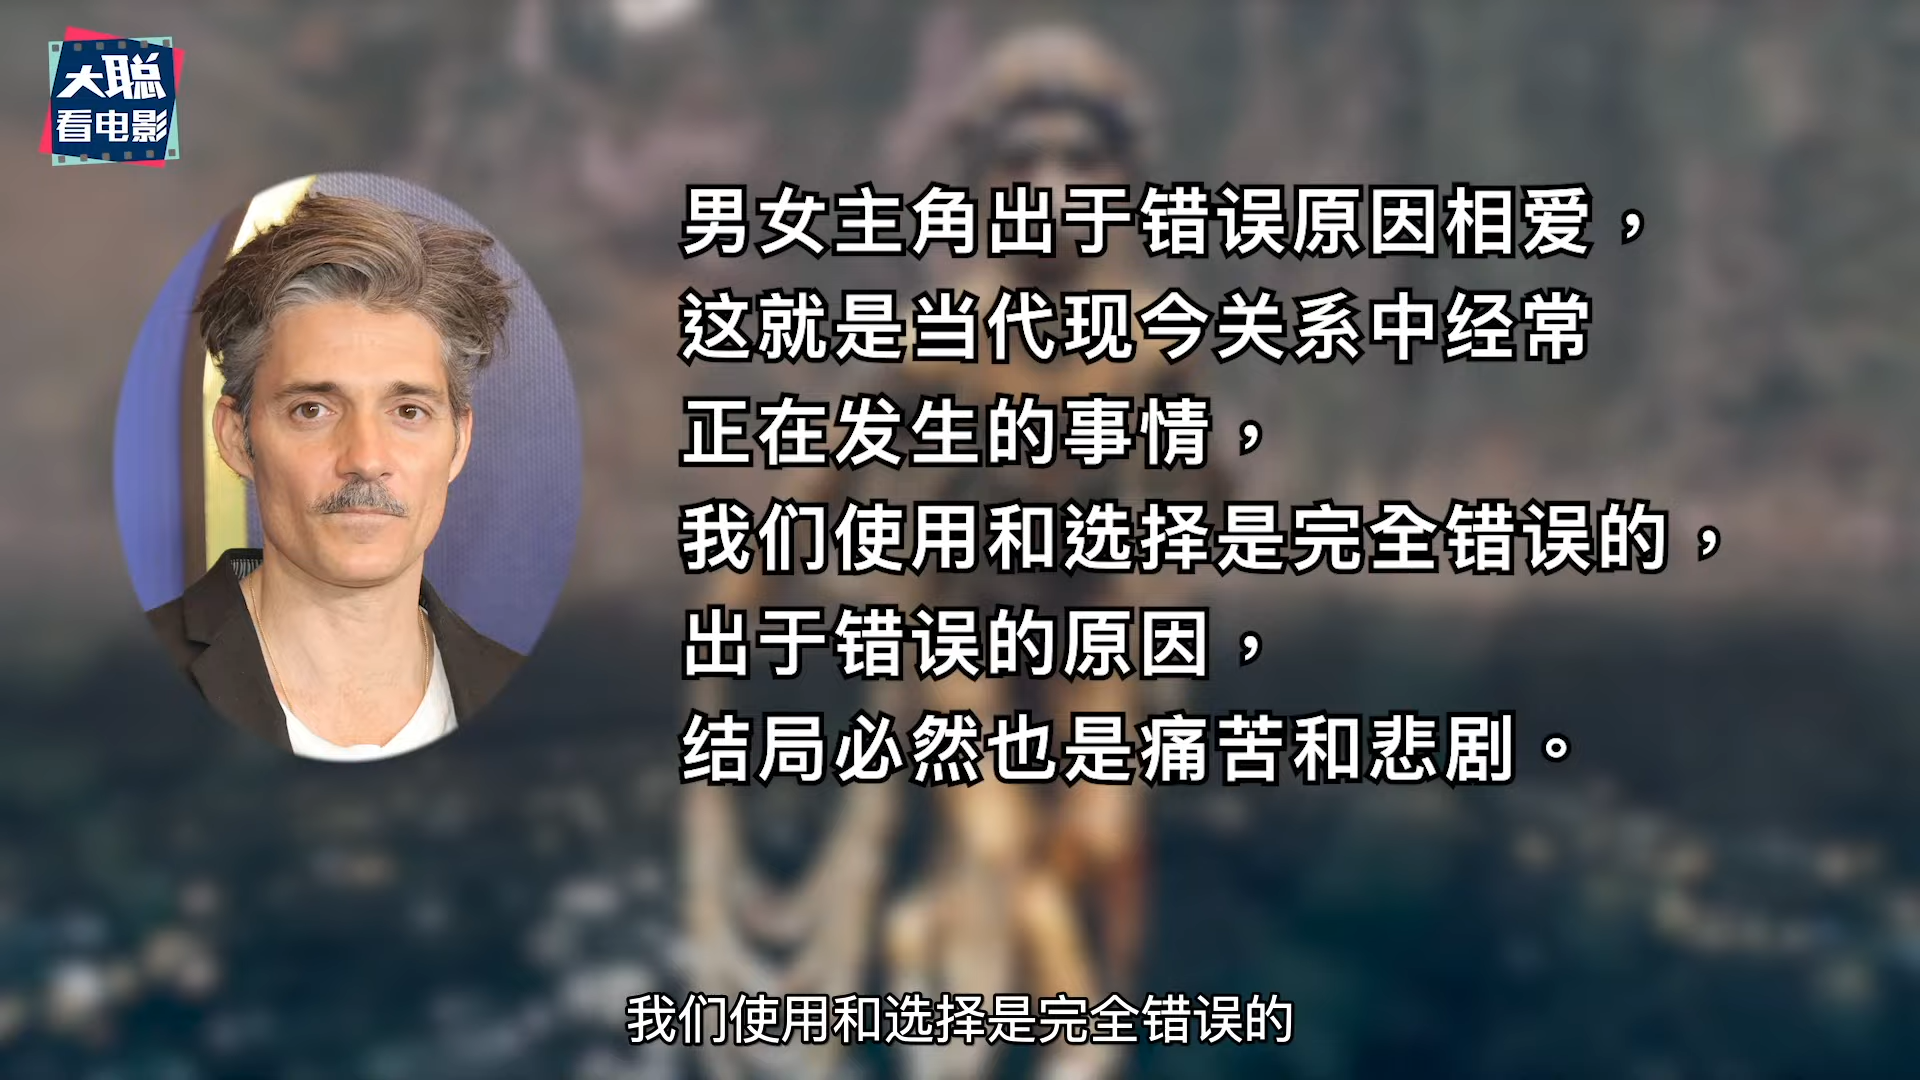 大聪
看电影
男女主角出于错误原因相爱，
这就是当代现今关系中经常
正在发生的事情，
我们使用和选择是完全错误的，
出于错误的原因，
结局必然也是痛苦和悲剧。
我们使用和选择是完全错误的